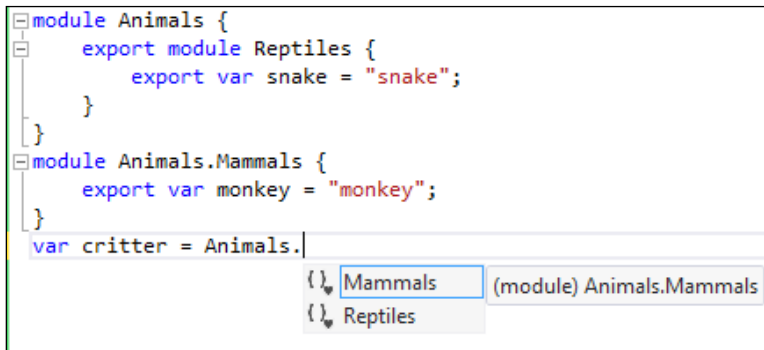 module Animals {
    export module Reptiles {
        export var snake = "snake";
    }
}
module Animals.Mammals {
    export var monkey = "monkey";
}
var critter = Animals.
{} Mammals (module) Animals.Mammals
{} Reptiles